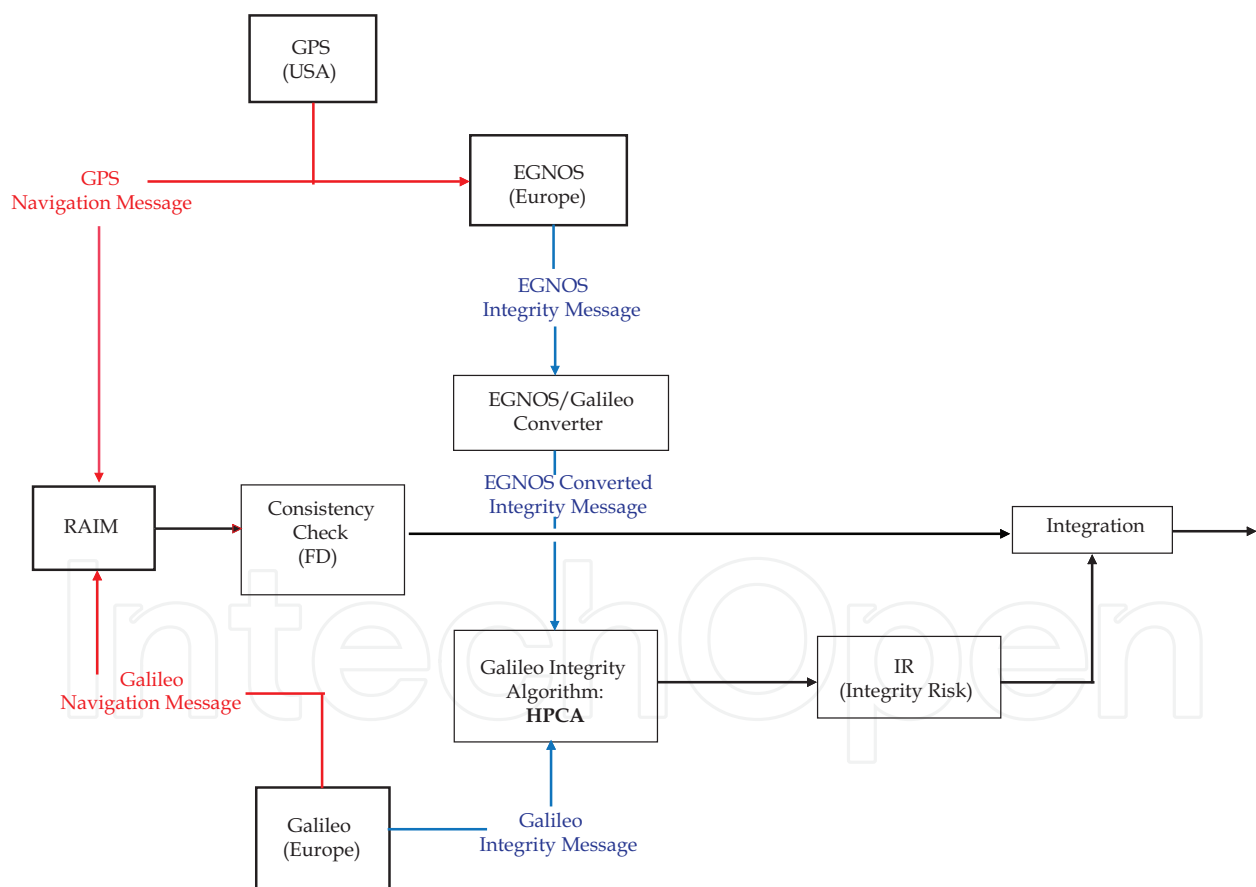 GPS
(USA)
EGNOS
(Europe)
GPS
Navigation Message
EGNOS
Integrity Message
EGNOS/Galileo
Converter
EGNOS Converted
Integrity Message
RAIM
Consistency
Check
(FD)
Integration
Galileo Integrity
Algorithm:
HPCA
IR
(Integrity Risk)
Galileo
Navigation Message
Galileo
(Europe)
Galileo
Integrity Message
IntechOpen